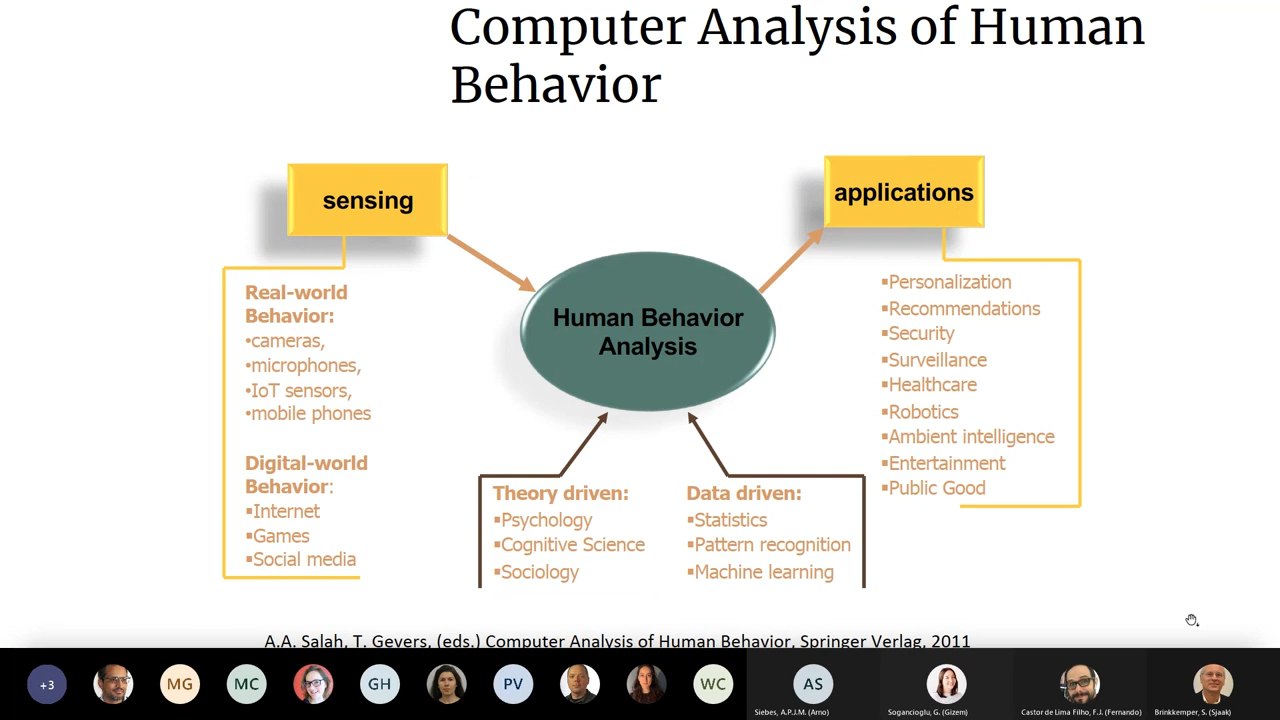 Computer Analysis of Human
Behavior
sensing
applications
Human Behavior
Analysis
Real-world
Behavior:
•cameras,
•microphones,
•IoT sensors,
•mobile phones
Digital-world
Behavior:
▪Internet
▪Games
▪Social media
Theory driven:
▪Psychology
▪Cognitive Science
▪Sociology
Data driven:
▪Statistics
▪Pattern recognition
▪Machine learning
▪Personalization
▪Recommendations
▪Security
▪Surveillance
▪Healthcare
▪Robotics
▪Ambient intelligence
▪Entertainment
▪Public Good
A.A. Salah, T. Gevers, (eds.) Computer Analysis of Human Behavior, Springer Verlag, 2011
+3
MG
MC
GH
PV
WC
AS
Siebes, A.P.J.M. (Arno)
Sogancioglu, G. (Gizem)
Castor de Lima Filho, F.J. (Fernando)
Brinkkemper, S. (Sjaak)